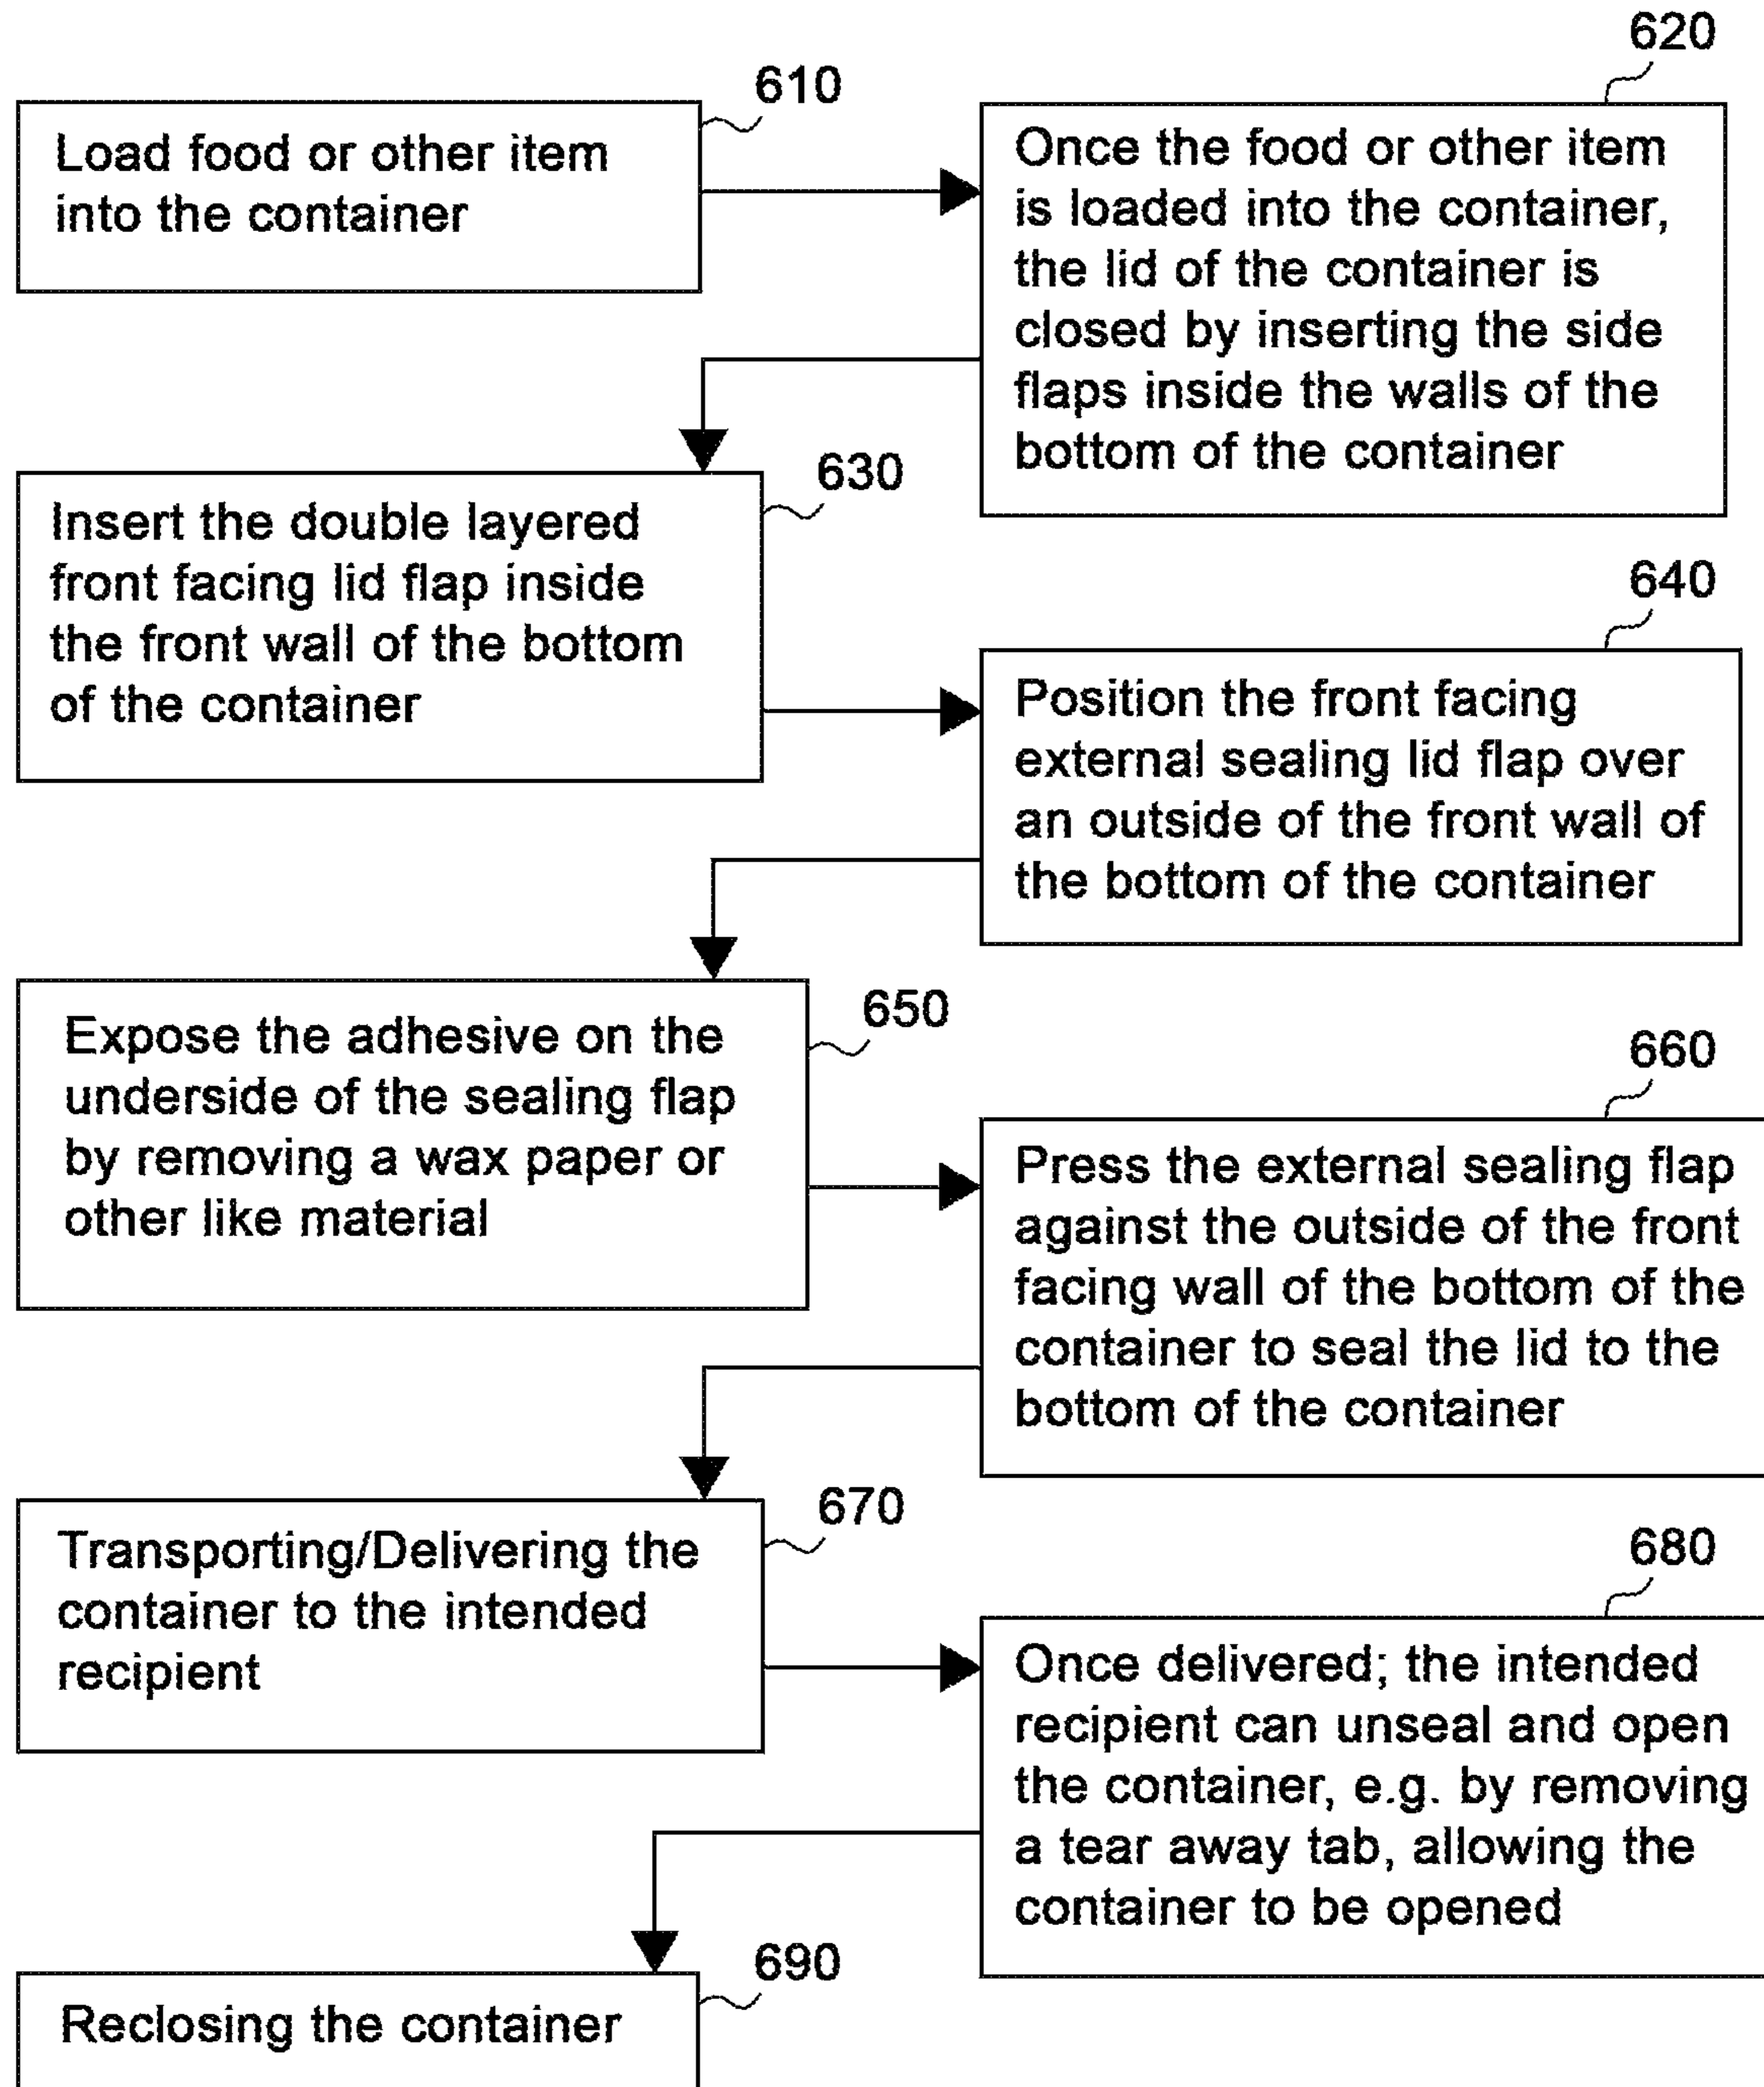 610
Load food or other item
into the container
620
Once the food or other item
is loaded into the container,
the lid of the container is
closed by inserting the side
flaps inside the walls of the
bottom of the container
630
Insert the double layered
front facing lid flap inside
the front wall of the bottom
of the container
640
Position the front facing
external sealing lid flap over
an outside of the front wall of
the bottom of the container
650
Expose the adhesive on the
underside of the sealing flap
by removing a wax paper or
other like material
660
Press the external sealing flap
against the outside of the front
facing wall of the bottom of the
container to seal the lid to the
bottom of the container
670
Transporting/Delivering the
container to the intended
recipient
680
Once delivered; the intended
recipient can unseal and open
the container, e.g. by removing
a tear away tab, allowing the
container to be opened
690
Reclosing the container